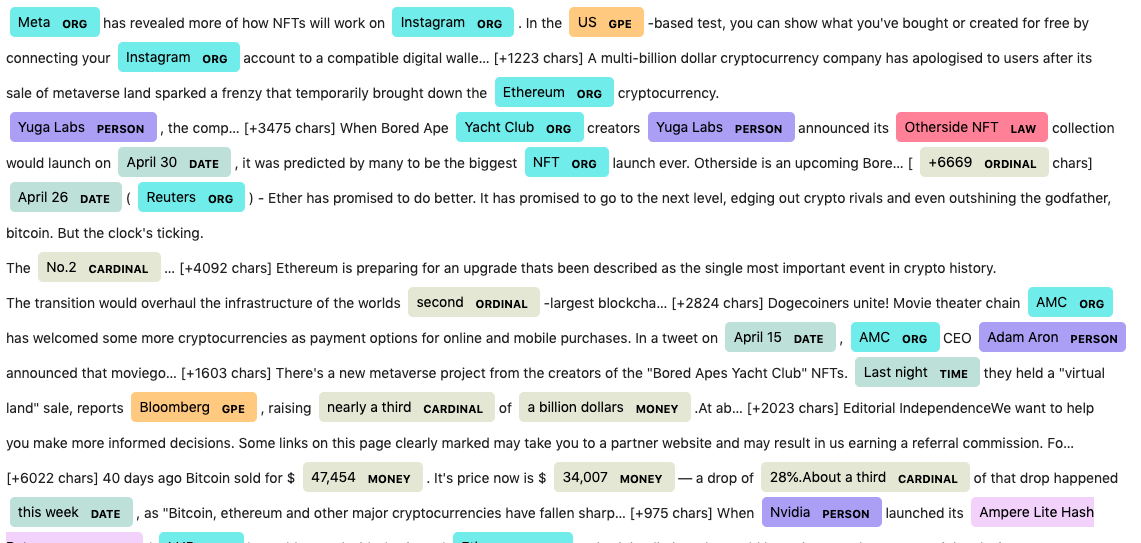 Meta ORG has revealed more of how NFTs will work on Instagram ORG . In the US GPE -based test, you can show what you've bought or created for free by
connecting your Instagram ORG account to a compatible digital walle… [+1223 chars] A multi-billion dollar cryptocurrency company has apologised to users after its
sale of metaverse land sparked a frenzy that temporarily brought down the Ethereum ORG cryptocurrency.
Yuga Labs PERSON , the comp… [+3475 chars] When Bored Ape Yacht Club ORG creators Yuga Labs PERSON announced its Otherside NFT LAW collection
would launch on April 30 DATE , it was predicted by many to be the biggest NFT ORG launch ever. Otherside is an upcoming Bore… [ +6669 ORDINAL chars]
April 26 DATE ( Reuters ORG ) - Ether has promised to do better. It has promised to go to the next level, edging out crypto rivals and even outshining the godfather,
bitcoin. But the clock's ticking.
The No.2 CARDINAL … [+4092 chars] Ethereum is preparing for an upgrade thats been described as the single most important event in crypto history.
The transition would overhaul the infrastructure of the worlds second ORDINAL -largest blockcha… [+2824 chars] Dogecoiners unite! Movie theater chain AMC ORG
has welcomed some more cryptocurrencies as payment options for online and mobile purchases. In a tweet on April 15 DATE , AMC ORG CEO Adam Aron PERSON
announced that moviego… [+1603 chars] There's a new metaverse project from the creators of the "Bored Apes Yacht Club" NFTs. Last night TIME they held a "virtual
land" sale, reports Bloomberg GPE , raising nearly a third CARDINAL of a billion dollars MONEY .At ab… [+2023 chars] Editorial IndependenceWe want to help
you make more informed decisions. Some links on this page clearly marked may take you to a partner website and may result in us earning a referral commission. Fo…
[+6022 chars] 40 days ago Bitcoin sold for $ 47,454 MONEY . It's price now is $ 34,007 MONEY — a drop of 28%.About a third CARDINAL of that drop happened
this week DATE , as "Bitcoin, ethereum and other major cryptocurrencies have fallen sharp… [+975 chars] When Nvidia PERSON launched its Ampere Lite Hash